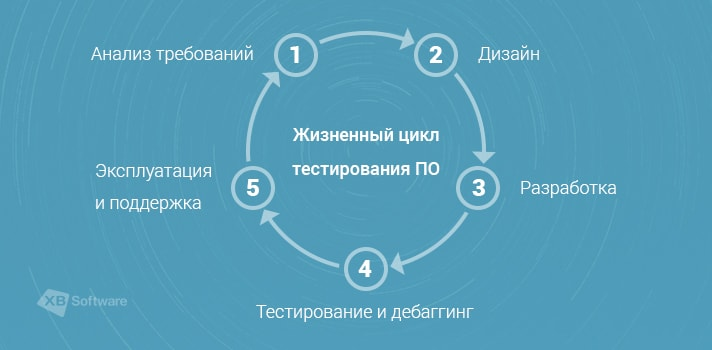 Анализ требований
1
2
Дизайн
Жизненный цикл
тестирования ПО
Эксплуатация
и поддержка
5
3
Разработка
4
XB Software
Тестирование и дебаггинг